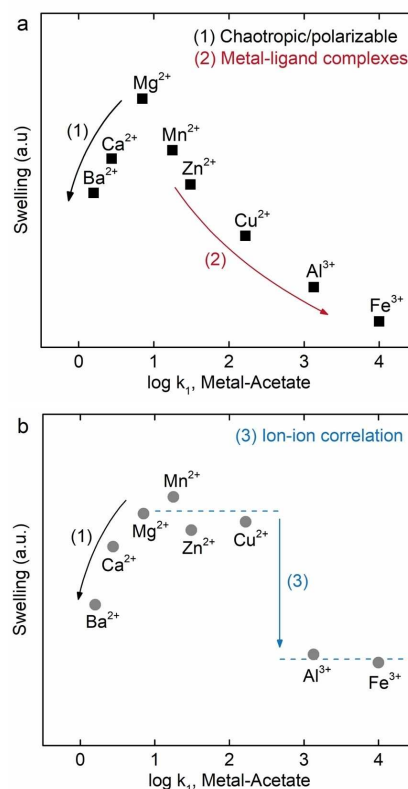 a
(1) Chaotropic/polarizable
(2) Metal-ligand complexes
Mg²⁺
(1)
Mn²⁺
Ca²⁺
Zn²⁺
Ba²⁺
Cu²⁺
(2)
Al³⁺
Fe³⁺
Swelling (a.u)
0 1 2 3 4
log k₁, Metal-Acetate
b
(3) Ion-ion correlation
Mn²⁺
(1)
Mg²⁺
Zn²⁺
Cu²⁺
Ca²⁺
(3)
Ba²⁺
Al³⁺
Fe³⁺
Swelling (a.u.)
0 1 2 3 4
log k₁, Metal-Acetate